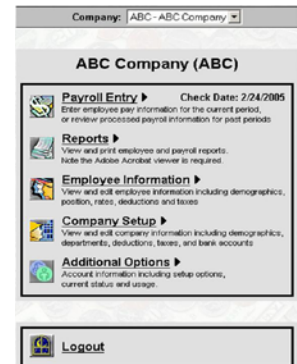 Company: ABC - ABC Company
ABC Company (ABC)
Payroll Entry Check Date: 2/24/2005
Enter employee pay information for the current period,
or review processed payroll information for past periods
Reports
View and print employee and payroll reports.
Note the Adobe Acrobat viewer is required.
Employee Information
View and edit employee information including demographics,
position, rates, deductions and taxes
Company Setup
View and edit company information including demographics,
departments, deductions, taxes, and bank accounts
Additional Options
Account information including setup options,
current status and usage.
Logout